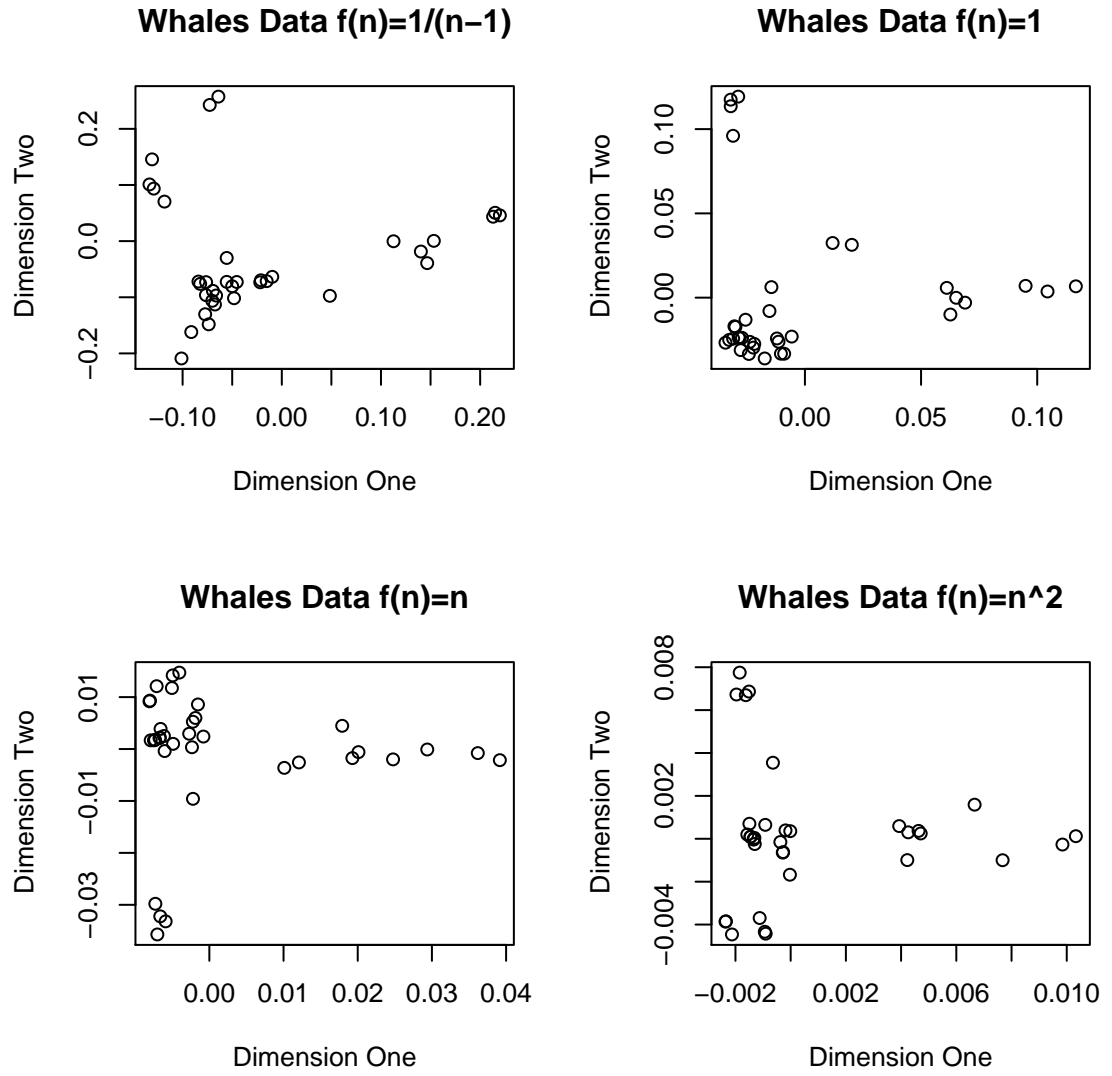 Whales Data f(n)=1/(n−1)
Dimension Two
0.2
0.0
−0.2
−0.10
0.00
0.10
0.20
Dimension One
Whales Data f(n)=1
Dimension Two
0.10
0.05
0.00
0.00
0.05
0.10
Dimension One
Whales Data f(n)=n
Dimension Two
0.01
−0.01
−0.03
0.00
0.01
0.02
0.03
0.04
Dimension One
Whales Data f(n)=n^2
Dimension Two
0.008
0.002
−0.004
−0.002
0.002
0.006
0.010
Dimension One